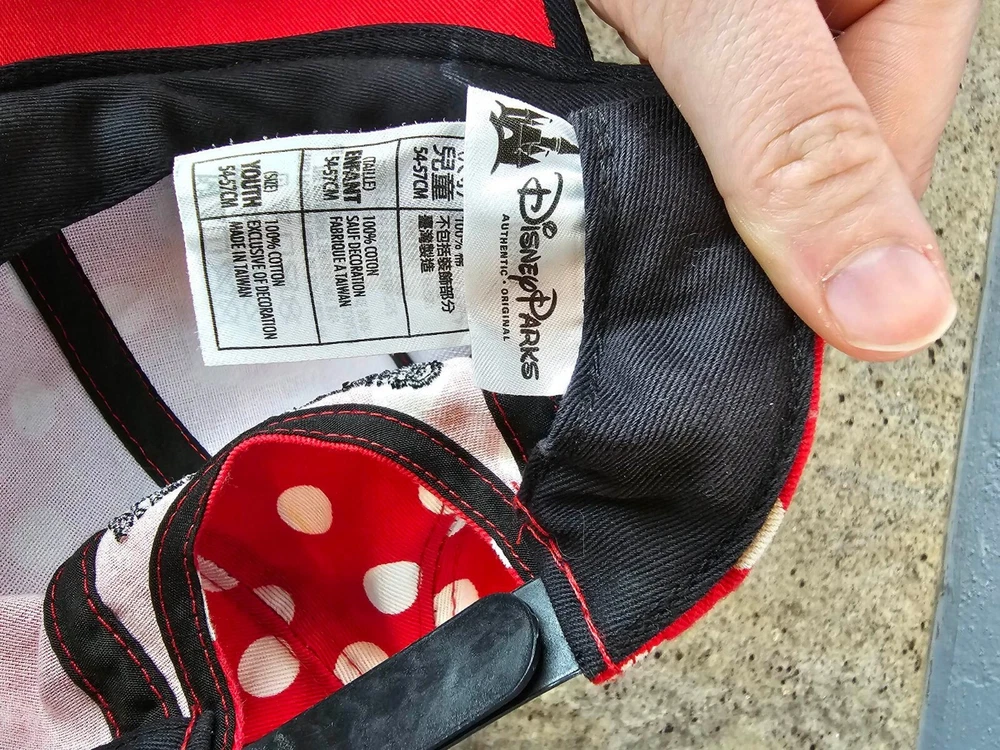 Disney PARKS
AUTHENTIC • ORIGINAL
兒童
54-57CM
100% 棉
不包括裝飾部分
臺灣製造
(TAILLE)
ENFANT
54-57CM
100% COTON
SAUF DECORATION
FABRIQUE A TAIWAN
(SIZE)
YOUTH
54-57CM
100% COTTON
EXCLUSIVE OF DECORATION
MADE IN TAIWAN